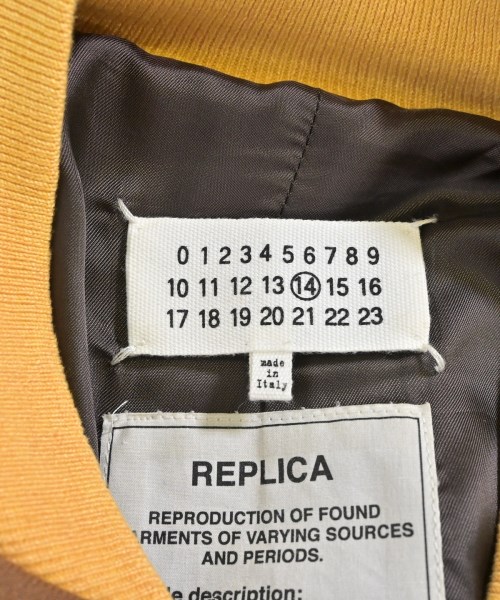 0 1 2 3 4 5 6 7 8 9
10 11 12 13 14 15 16
17 18 19 20 21 22 23
made
in
Italy
REPLICA
REPRODUCTION OF FOUND
ARMENTS OF VARYING SOURCES
AND PERIODS.
le description: